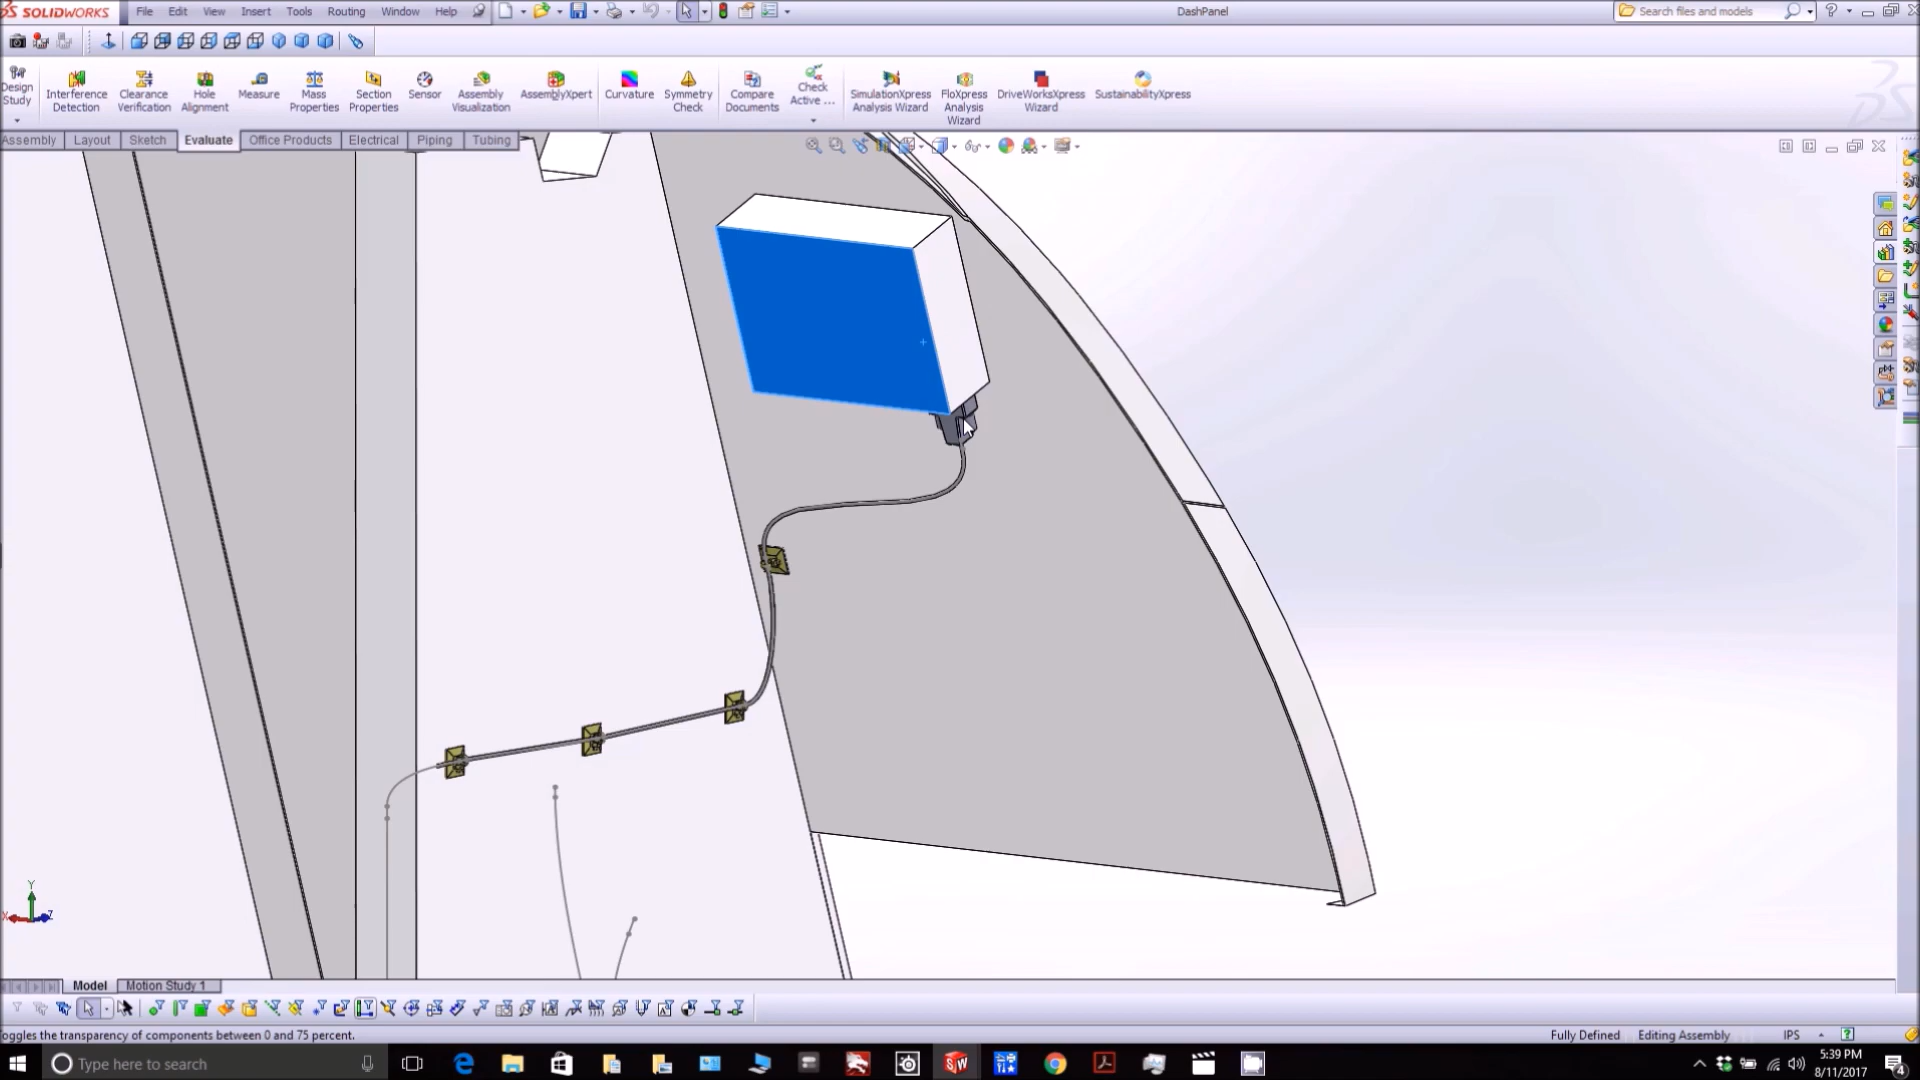 SOLIDWORKS File Edit View Insert Tools Routing Window Help DashPanel Search files and models
Design Study
Interference Detection
Clearance Verification
Hole Alignment
Measure
Mass Properties
Section Properties
Sensor
Assembly Visualization
AssemblyXpert
Curvature
Symmetry Check
Compare Documents
Check Active ...
SimulationXpress Analysis Wizard
FloXpress Analysis Wizard
DriveWorksXpress Wizard
SustainabilityXpress
Assembly Layout Sketch Evaluate Office Products Electrical Piping Tubing
Y
X Z
Model Motion Study 1
oggles the transparency of components between 0 and 75 percent. Fully Defined Editing Assembly IPS
Type here to search
5:39 PM
8/11/2017
4